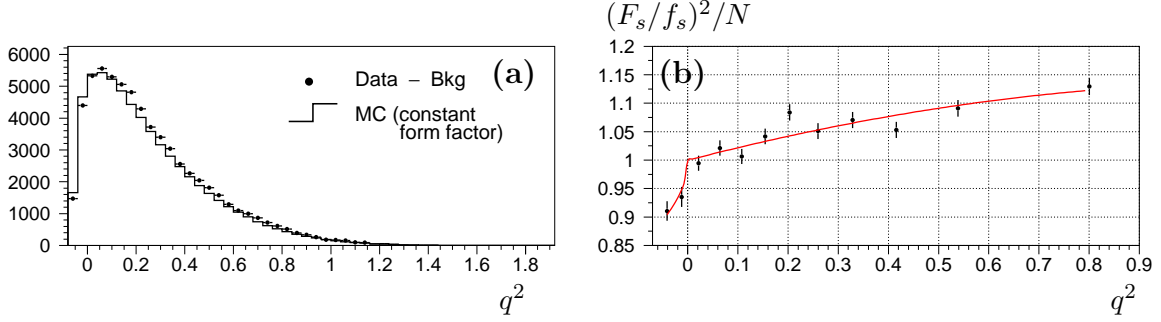 6000
5000
4000
3000
2000
1000
0
0 0.2 0.4 0.6 0.8 1 1.2 1.4 1.6 1.8
q²
Data − Bkg
MC (constant
form factor)
(a)
(F_s/f_s)²/N
1.2
1.15
1.1
1.05
1
0.95
0.9
0.85
0 0.1 0.2 0.3 0.4 0.5 0.6 0.7 0.8 0.9
q²
(b)